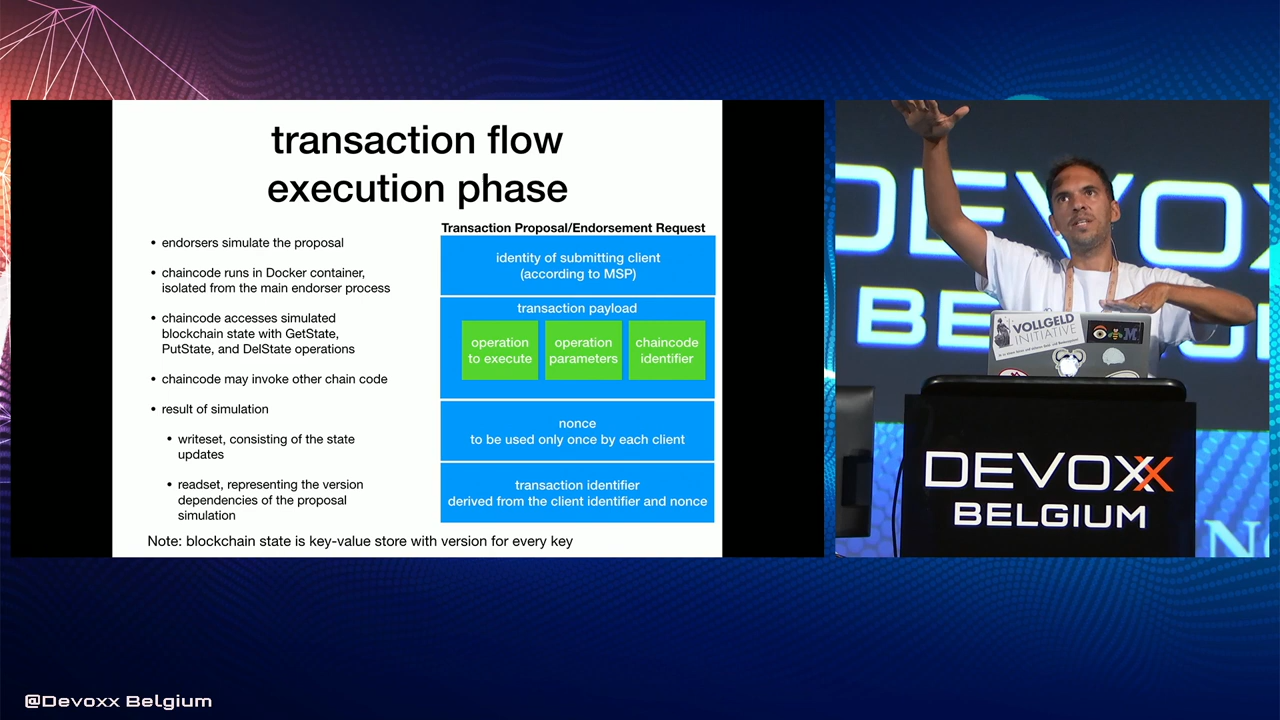 transaction flow
execution phase
• endorsers simulate the proposal
• chaincode runs in Docker container,
isolated from the main endorser process
• chaincode accesses simulated
blockchain state with GetState,
PutState, and DelState operations
• chaincode may invoke other chain code
• result of simulation
• writeset, consisting of the state
updates
• readset, representing the version
dependencies of the proposal
simulation
Note: blockchain state is key-value store with version for every key
Transaction Proposal/Endorsement Request
identity of submitting client
(according to MSP)
transaction payload
operation
to execute
operation
parameters
chaincode
identifier
nonce
to be used only once by each client
transaction identifier
derived from the client identifier and nonce
DEVOX
BE
VOLLGELD
INITIATIVE
M
DEVOXX
BELGIUM
@Devoxx Belgium